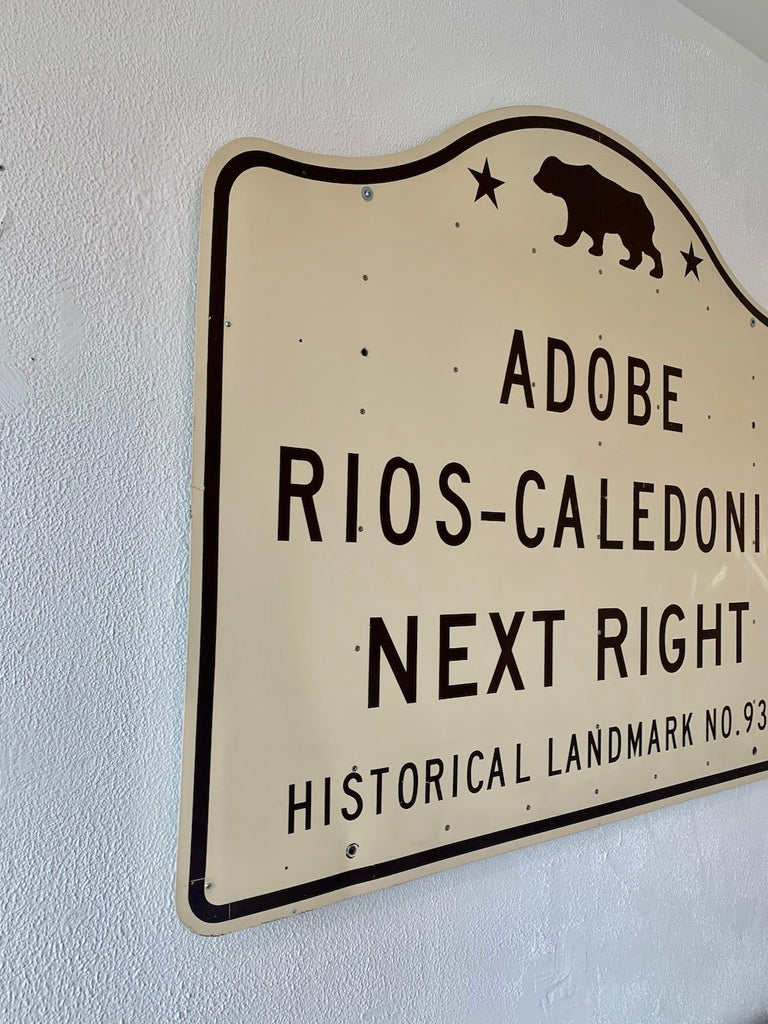 ADOBE
RIOS-CALEDONI
NEXT RIGHT
HISTORICAL LANDMARK NO. 93